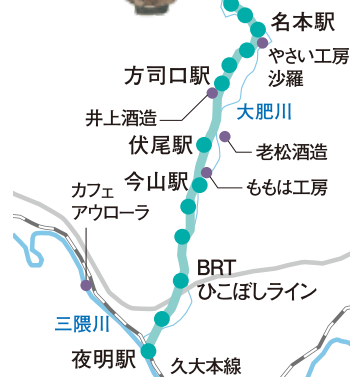 名本駅
やさい工房
沙羅
方司口駅
井上酒造
大肥川
伏尾駅
老松酒造
今山駅
ももは工房
カフェ
アウローラ
BRT
ひこぼしライン
三隈川
夜明駅
久大本線